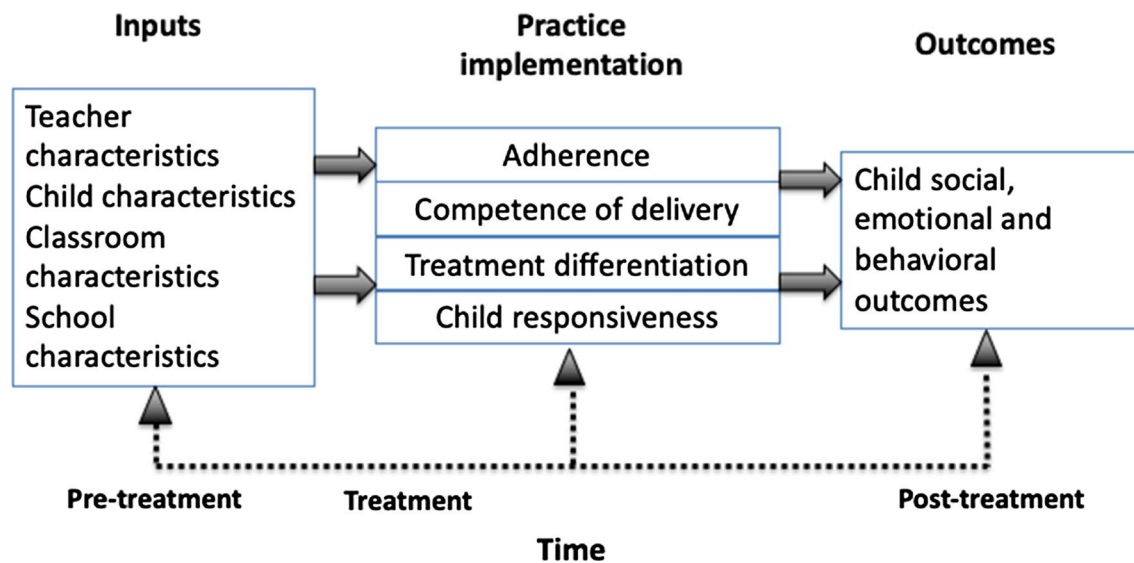 Inputs
Practice
implementation
Outcomes
Teacher
characteristics
Child characteristics
Classroom
characteristics
School
characteristics
Adherence
Competence of delivery
Treatment differentiation
Child responsiveness
Child social,
emotional and
behavioral
outcomes
Pre-treatment
Treatment
Post-treatment
Time